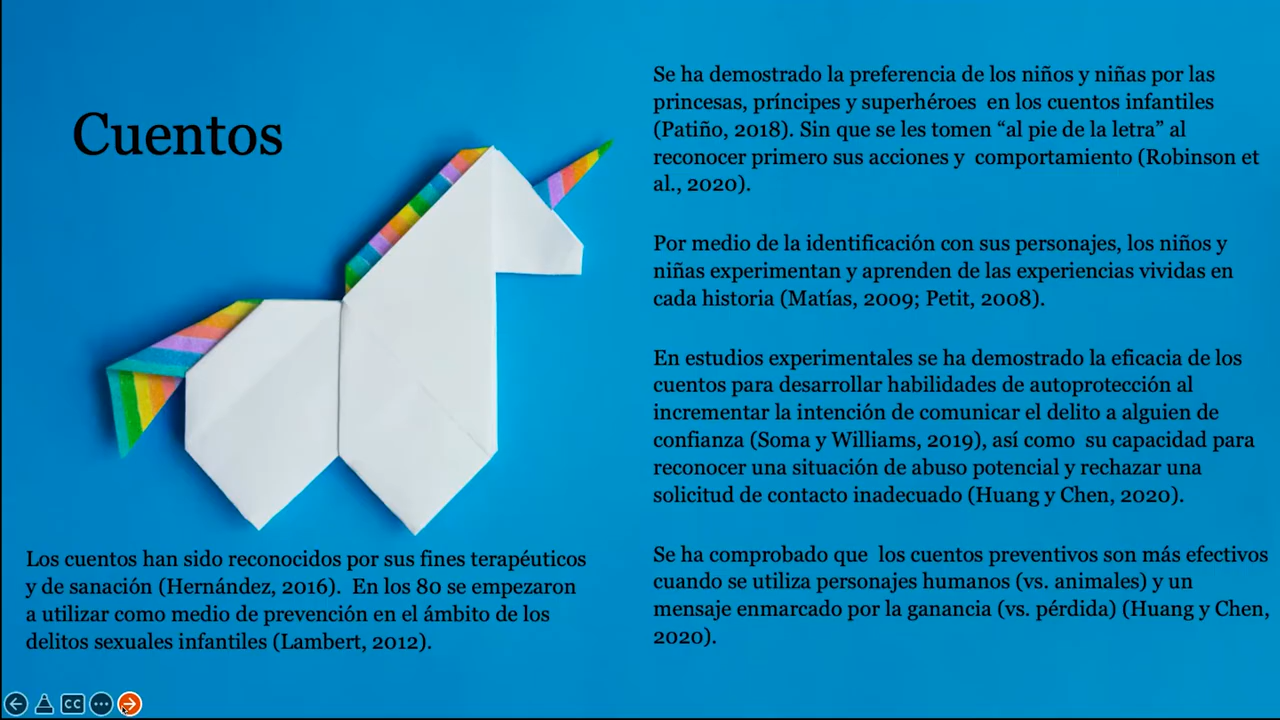 Cuentos
Los cuentos han sido reconocidos por sus fines terapéuticos
y de sanación (Hernández, 2016).  En los 80 se empezaron
a utilizar como medio de prevención en el ámbito de los
delitos sexuales infantiles (Lambert, 2012).
Se ha demostrado la preferencia de los niños y niñas por las
princesas, príncipes y superhéroes  en los cuentos infantiles
(Patiño, 2018). Sin que se les tomen “al pie de la letra” al
reconocer primero sus acciones y  comportamiento (Robinson et
al., 2020).
Por medio de la identificación con sus personajes, los niños y
niñas experimentan y aprenden de las experiencias vividas en
cada historia (Matías, 2009; Petit, 2008).
En estudios experimentales se ha demostrado la eficacia de los
cuentos para desarrollar habilidades de autoprotección al
incrementar la intención de comunicar el delito a alguien de
confianza (Soma y Williams, 2019), así como  su capacidad para
reconocer una situación de abuso potencial y rechazar una
solicitud de contacto inadecuado (Huang y Chen, 2020).
Se ha comprobado que  los cuentos preventivos son más efectivos
cuando se utiliza personajes humanos (vs. animales) y un
mensaje enmarcado por la ganancia (vs. pérdida) (Huang y Chen,
2020).
CC